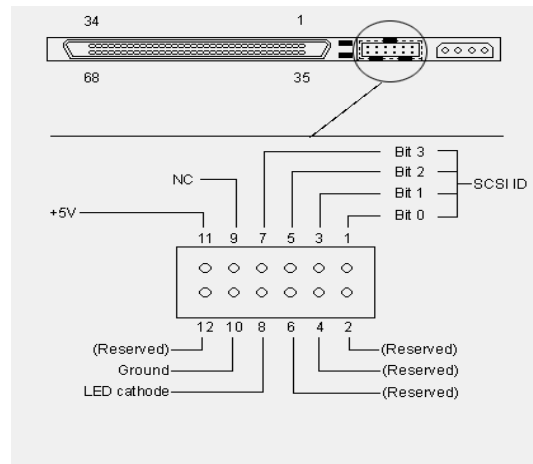 34 1
68 35
Bit 3
Bit 2
NC
SCSI ID
Bit 1
+5V
Bit 0
11 9 7 5 3 1
12 10 8 6 4 2
(Reserved) (Reserved)
Ground (Reserved)
LED cathode (Reserved)